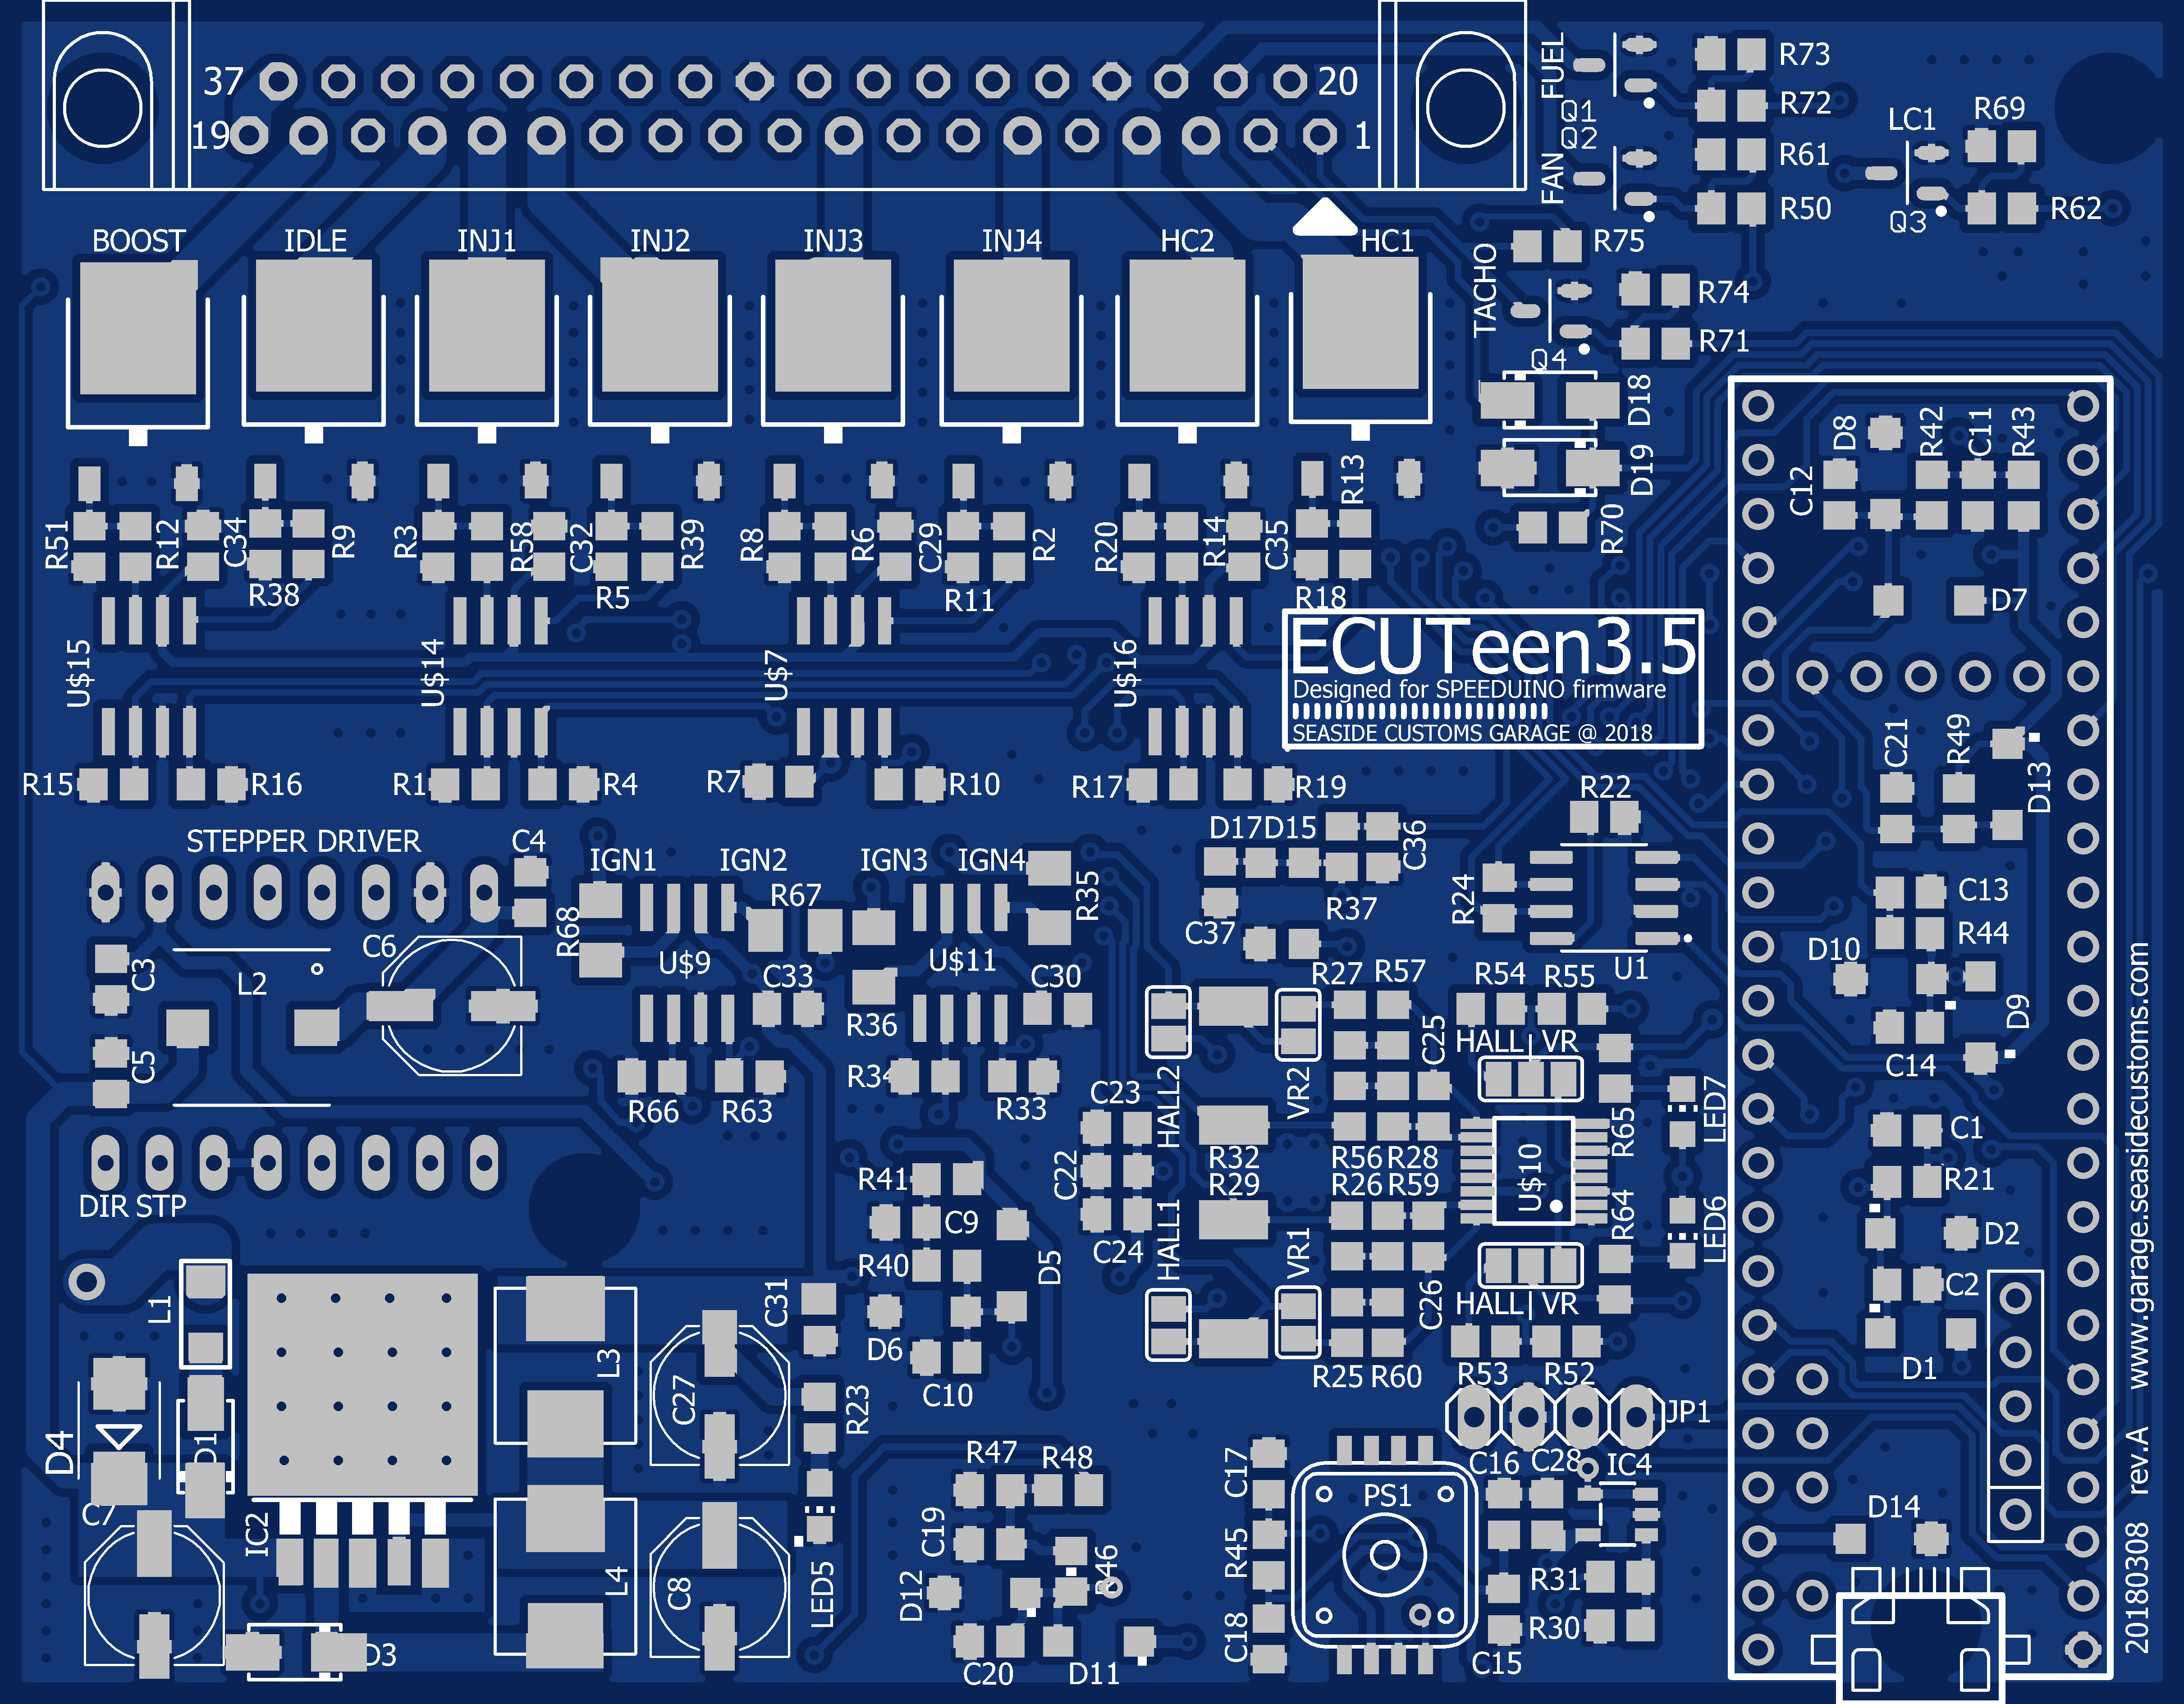 37
20
19
1
FUEL
Q1
Q2
FAN
R73
R72
R61
R50
LC1
R69
Q3
R62
BOOST
IDLE
INJ1
INJ2
INJ3
INJ4
HC2
HC1
TACHO
R75
R74
R71
Q4
D18
D19
R70
R51
R12
C34
R38
R9
R3
R58
C32
R5
R39
R8
R6
C29
R11
R2
R20
R14
C35
R13
R18
U$15
U$14
U$7
U$16
ECUTeen3.5
Designed for SPEEDUINO firmware
SEASIDE CUSTOMS GARAGE @ 2018
R15
R16
R1
R4
R7
R10
R17
R19
D8
R42
C11
R43
C12
D7
C21
R49
D13
C13
R44
D10
D9
C14
C1
R21
D2
C2
D1
D14
STEPPER DRIVER
C4
C3
L2
C6
C5
DIR STP
IGN1
IGN2
IGN3
IGN4
R68
R67
R35
U$9
U$11
C33
C30
R36
R66
R63
R34
R33
D17
D15
C36
R37
C37
R22
R24
U1
R27
R57
R54
R55
C25
HALL VR
HALL2
VR2
C23
C22
C24
R32
R29
R56
R28
R26
R59
U$10
R65
R64
LED7
LED6
HALL1
VR1
C26
HALL VR
R25
R60
R53
R52
JP1
R41
C9
R40
D5
D6
C10
L1
D4
D1
C7
IC2
D3
L3
L4
C27
C8
C31
R23
LED5
R47
R48
C19
R46
D12
C20
D11
C17
R45
C18
PS1
C16
C28
IC4
R31
R30
C15
20180308 rev.A www.garage.seasidecustoms.com